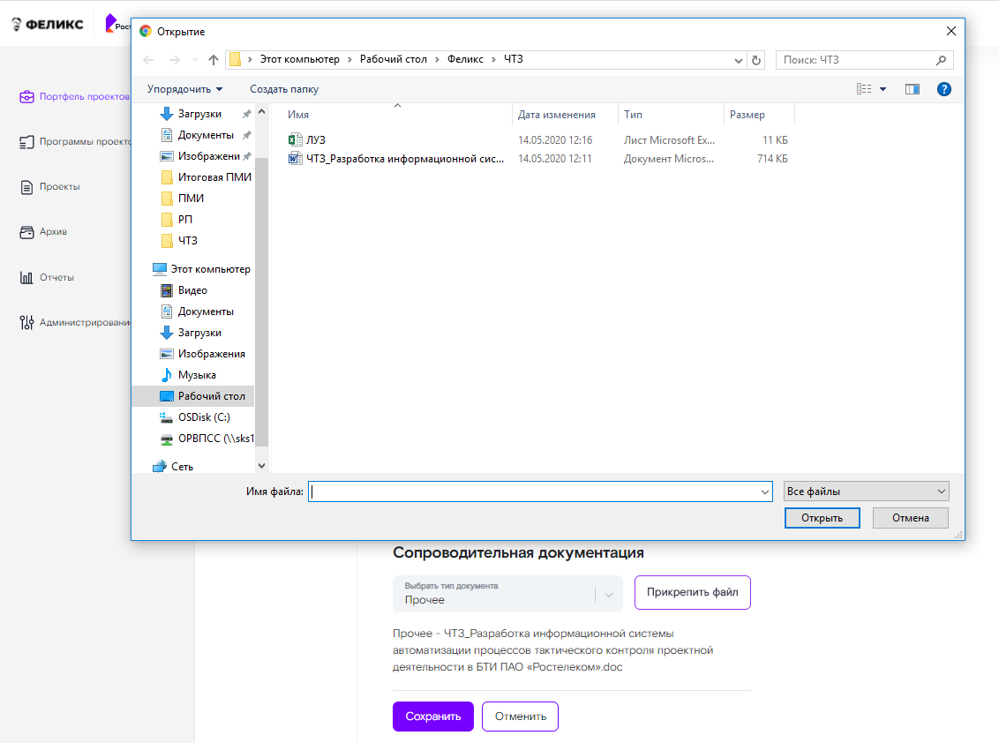 ФЕЛИКС
Рост
Портфель проектов
Программы проекто
Проекты
Архив
Отчеты
Администрировани
Открытие
Этот компьютер
Рабочий стол
Феликс
ЧТЗ
Поиск: ЧТЗ
Упорядочить
Создать папку
Загрузки
Документы
Изображени
Итоговая ПМИ
ПМИ
РП
ЧТЗ
Этот компьютер
Видео
Документы
Загрузки
Изображения
Музыка
Рабочий стол
OSDisk (C:)
ОРВПСС (\\sks1
Сеть
Имя Дата изменения Тип Размер
ЛУЗ 14.05.2020 12:16 Лист Microsoft Ex... 11 КБ
ЧТЗ_Разработка информационной сис... 14.05.2020 12:11 Документ Micros... 714 КБ
Имя файла:
Все файлы
Открыть
Отмена
Сопроводительная документация
Выбрать тип документа
Прочее
Прикрепить файл
Прочее - ЧТЗ_Разработка информационной системы
автоматизации процессов тактического контроля проектной
деятельности в БТИ ПАО «Ростелеком».doc
Сохранить
Отменить